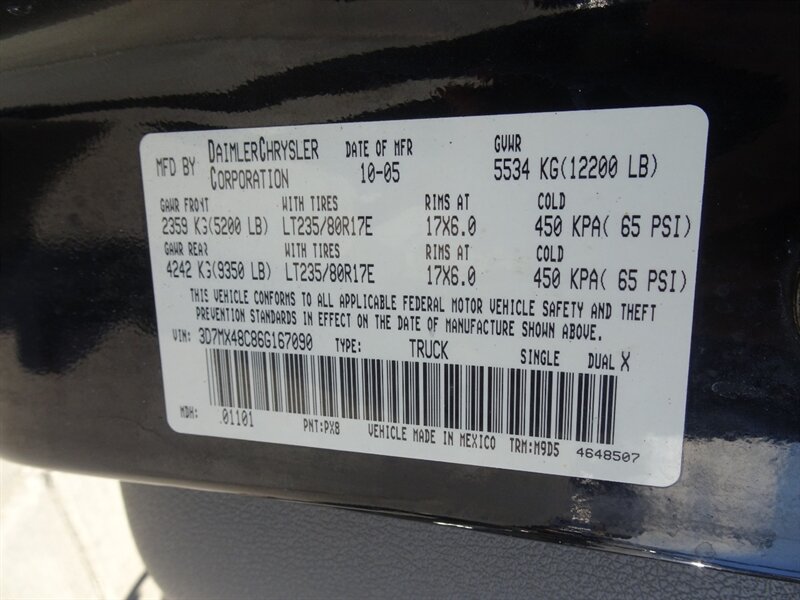 MFD BY DAIMLERCHRYSLER CORPORATION DATE OF MFR 10-05 GVWR 5534 KG(12200 LB)
GAWR FRONT WITH TIRES RIMS AT COLD
2359 KG(5200 LB) LT235/80R17E 17X6.0 450 KPA( 65 PSI)
GAWR REAR WITH TIRES RIMS AT COLD
4242 KG(9350 LB) LT235/80R17E 17X6.0 450 KPA( 65 PSI)
THIS VEHICLE CONFORMS TO ALL APPLICABLE FEDERAL MOTOR VEHICLE SAFETY AND THEFT
PREVENTION STANDARDS IN EFFECT ON THE DATE OF MANUFACTURE SHOWN ABOVE.
VIN: 3D7MX48C86G167090 TYPE: TRUCK SINGLE DUAL X
MDH: .01101
PNT:PX8 VEHICLE MADE IN MEXICO TRM:M9D5 4648507